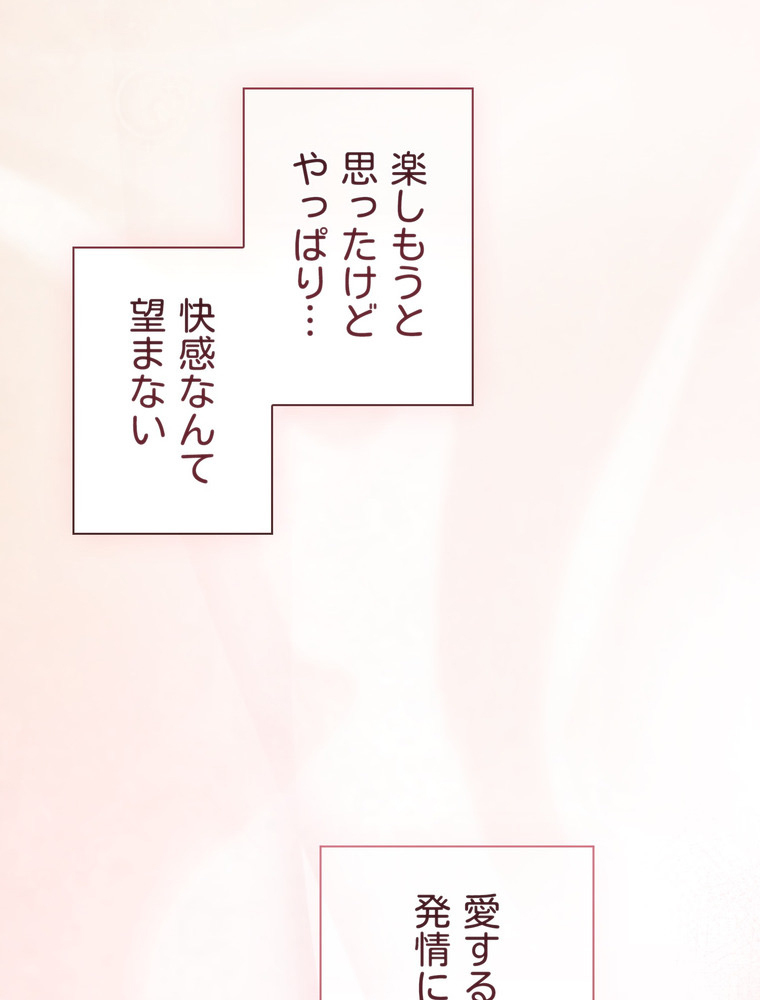 楽しもうと
思ったけど
やっぱり…
快感なんて
望まない
愛する
発情に